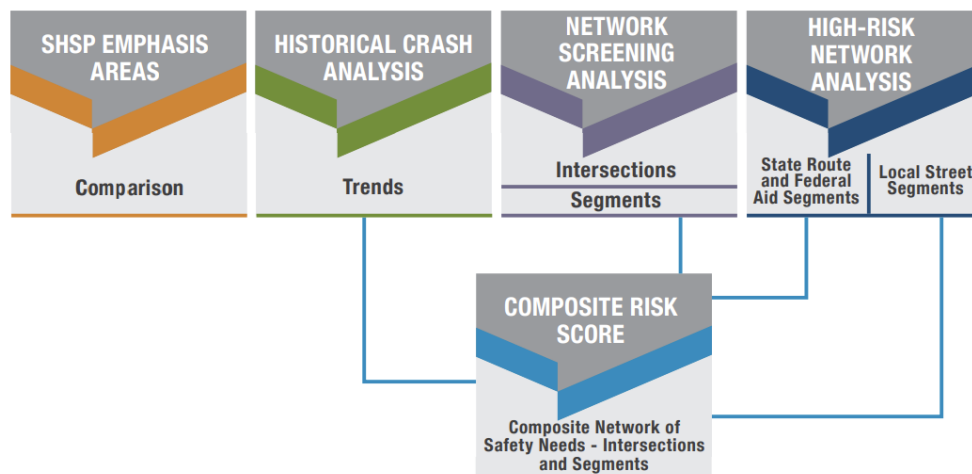 SHSP EMPHASIS
AREAS
Comparison
HISTORICAL CRASH
ANALYSIS
Trends
NETWORK
SCREENING
ANALYSIS
Intersections
Segments
HIGH-RISK
NETWORK
ANALYSIS
State Route
and Federal
Aid Segments
Local Street
Segments
COMPOSITE RISK
SCORE
Composite Network of
Safety Needs - Intersections
and Segments